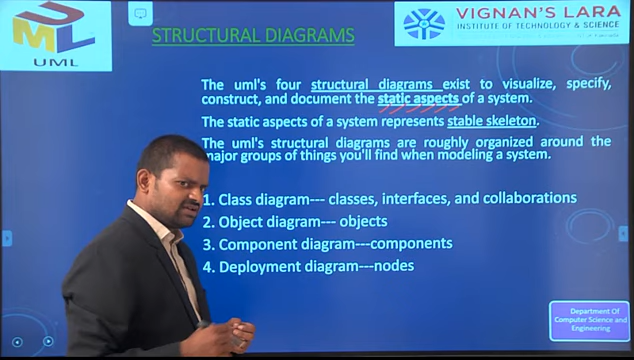 UML
UML
STRUCTURAL DIAGRAMS
VIGNAN'S LARA
INSTITUTE OF TECHNOLOGY & SCIENCE
The uml's four structural diagrams exist to visualize, specify,
construct, and document the static aspects of a system.
The static aspects of a system represents stable skeleton.
The uml's structural diagrams are roughly organized around the
major groups of things you'll find when modeling a system.
1. Class diagram--- classes, interfaces, and collaborations
2. Object diagram--- objects
3. Component diagram---components
4. Deployment diagram---nodes
Department Of
Computer Science and
Engineering